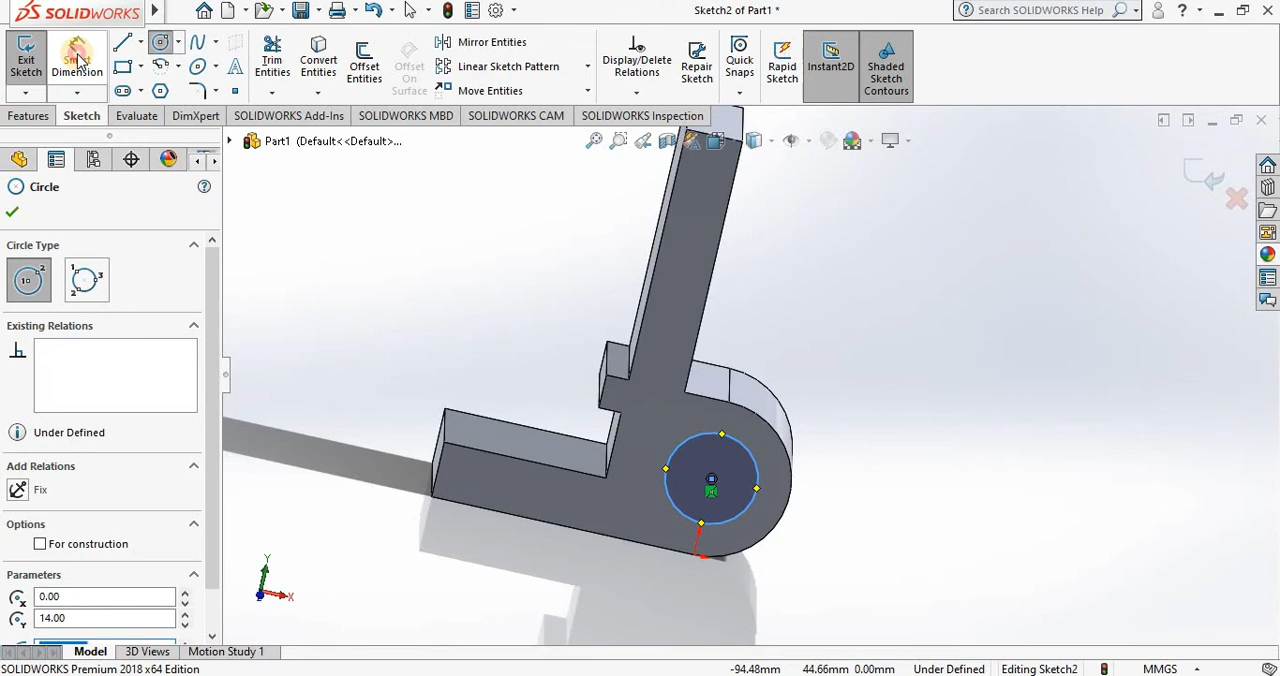 SOLIDWORKS
Sketch2 of Part1 *
Search SOLIDWORKS Help
Exit Sketch
Smart Dimension
Trim Entities
Convert Entities
Offset Entities
Offset On Surface
Mirror Entities
Linear Sketch Pattern
Move Entities
Display/Delete Relations
Repair Sketch
Quick Snaps
Rapid Sketch
Instant2D
Shaded Sketch Contours
Features
Sketch
Evaluate
DimXpert
SOLIDWORKS Add-Ins
SOLIDWORKS MBD
SOLIDWORKS CAM
SOLIDWORKS Inspection
Part1 (Default<<Default>...
Circle
Circle Type
Existing Relations
Under Defined
Add Relations
Fix
Options
For construction
Parameters
0.00
14.00
Y
X
Model
3D Views
Motion Study 1
SOLIDWORKS Premium 2018 x64 Edition
-94.48mm
44.66mm 0.00mm
Under Defined
Editing Sketch2
MMGS